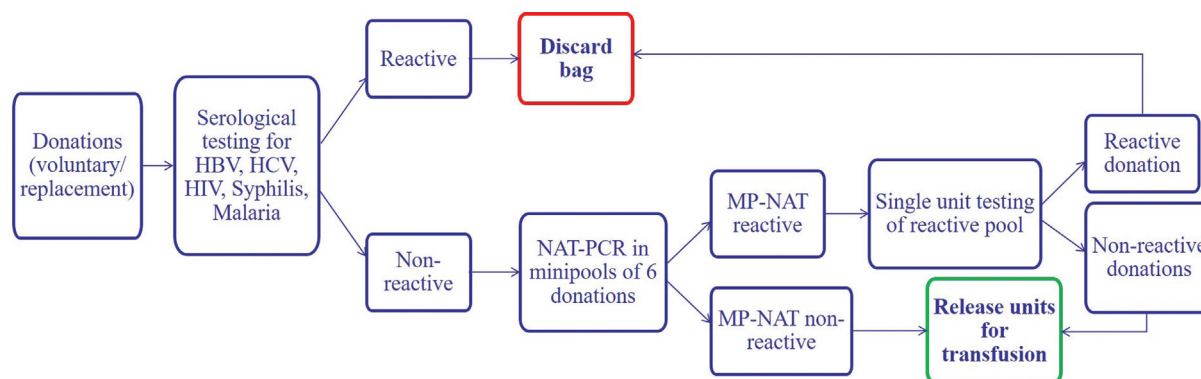 Donations
(voluntary/
replacement)
Serological
testing for
HBV, HCV,
HIV, Syphilis,
Malaria
Reactive
Discard
bag
Non-
reactive
NAT-PCR in
minipools of 6
donations
MP-NAT
reactive
Single unit testing
of reactive pool
Reactive
donation
Non-reactive
donations
MP-NAT non-
reactive
Release units
for
transfusion